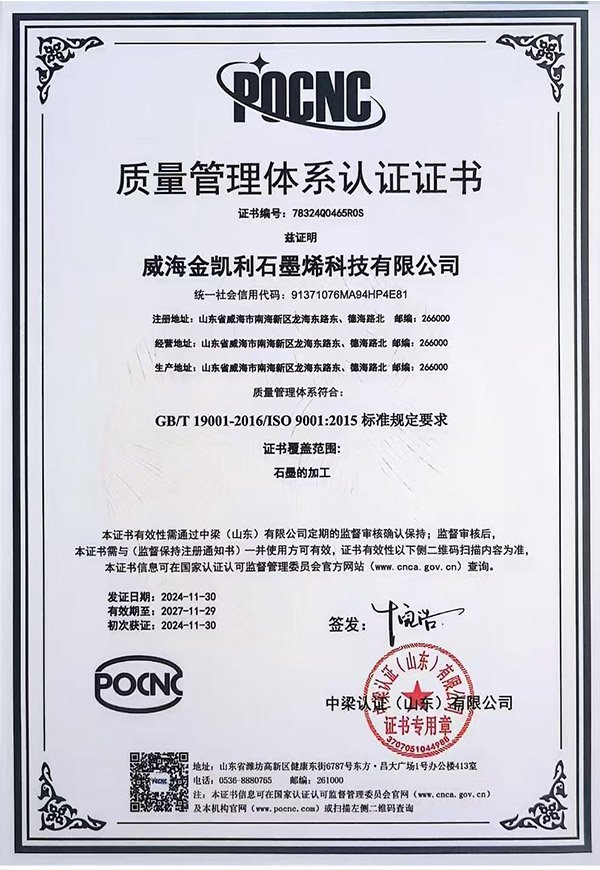 POCNC
质量管理体系认证证书
证书编号：78324Q0465R0S
兹证明
威海金凯利石墨烯科技有限公司
统一社会信用代码：91371076MA94HP4E81
注册地址：山东省威海市南海新区龙海东路东、德海路北 邮编：266000
经营地址：山东省威海市南海新区龙海东路东、德海路北 邮编：266000
生产地址：山东省威海市南海新区龙海东路东、德海路北 邮编：266000
质量管理体系符合：
GB/T 19001-2016/ISO 9001:2015 标准规定要求
证书覆盖范围：
石墨的加工
本证书有效性需通过中梁（山东）有限公司定期的监督审核确认保持；监督审核后，
本证书需与（监督保持注册通知书）一并使用方可有效，证书有效性以下侧二维码扫描内容为准，
本证书信息可在国家认证认可监督管理委员会官方网站（www.cnca.gov.cn）查询。
发证日期：2024-11-30
有效期至：2027-11-29
初次获证：2024-11-30
签发：
POCNC
中梁认证（山东）有限公司
中梁认证（山东）有限公司
证书专用章
3707051044986
POCNC
地址：山东省潍坊高新区健康东街6787号东方·昌大广场1号办公楼413室
电话：0536-8880765 邮编：261000
注：本证书信息可在国家认证认可监督管理委员会官网（www.cnca.gov.cn）
及本机构官网（www.pocnc.com）或扫描左侧二维码查询